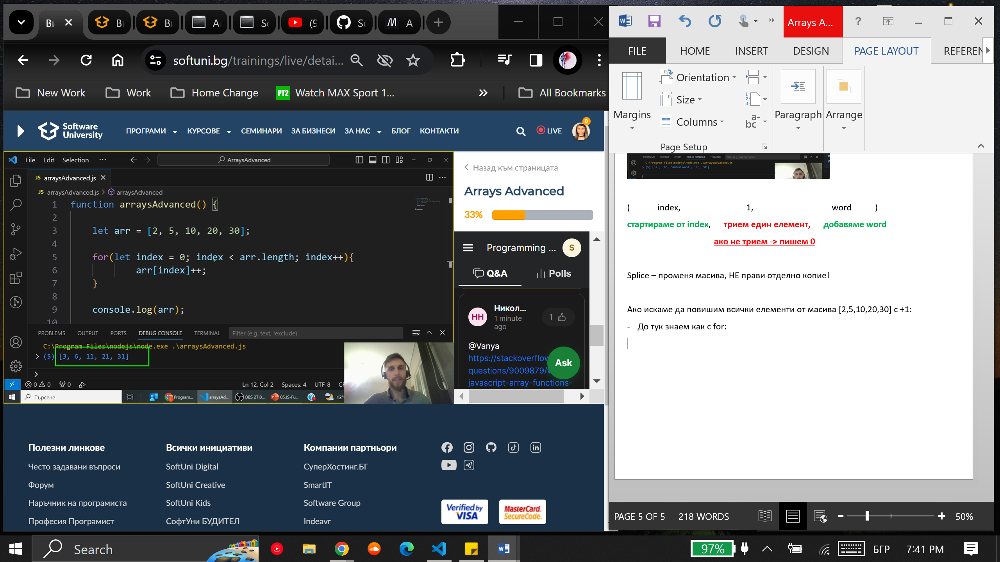 Ви
Вι
Вι
A
Sc
(9
Sc
A
softuni.bg/trainings/live/detai...
New Work
Work
Home Change
PT2 Watch MAX Sport 1...
All Bookmarks
Software University
ПРОГРАМИ
КУРСОВЕ
СЕМИНАРИ
ЗА БИЗНЕСИ
ЗА НАС
БЛОГ
КОНТАКТИ
LIVE
0
File Edit Selection ...
ArraysAdvanced
JS arraysAdvanced.js
JS arraysAdvanced.js > arraysAdvanced
1 function arraysAdvanced() {
2
3 let arr = [2, 5, 10, 20, 30];
4
5 for(let index = 0; index < arr.length; index++){
6 arr[index]++;
7 }
8
9 console.log(arr);
10
PROBLEMS OUTPUT PORTS DEBUG CONSOLE TERMINAL Filter (e.g. text, !exclude)
C:\Program Files\nodejs\node.exe .\arraysAdvanced.js
(5) [3, 6, 11, 21, 31]
0 0 0 Ln 12, Col 2 Spaces: 4 UTF-8
Търсене Program... arraysAd... OBS 27.0... 05.JS-Fu... 13°
Назад към страницата
Arrays Advanced
33%
Programming ... S
Q&A Polls
НН Никол...
1 minute ago
1
@Vanya
https://stackoverflow
questions/9009879/
javascript-array-functions-
Ask
Полезни линкове
Често задавани въпроси
Форум
Наръчник на програмиста
Професия Програмист
Всички инициативи
SoftUni Digital
SoftUni Creative
SoftUni Kids
СофтУни БУДИТЕЛ
Компании партньори
СуперХостинг.БГ
SmartIT
Software Group
Indeavr
Verified by VISA
MasterCard. SecureCode.
Arrays A...
?
FILE HOME INSERT DESIGN PAGE LAYOUT REFEREN
Margins
Orientation
Size
Columns
Paragraph
Arrange
Page Setup
PROBLEMS OUTPUT PORTS DEBUG CONSOLE TERMINAL Filter (e.g. text, !exclude)
C:\Program Files\nodejs\node.exe .\arraysAdvanced.js
(5) ['a', 'b', 'added word', 'c', 'd']
( index, 1, word )
стартираме от index, трием един елемент, добавяме word
ако не трием -> пишем 0
Splice – променя масива, НЕ прави отделно копие!
Ако искаме да повишим всички елементи от масива [2,5,10,20,30] с +1:
- До тук знаем как с for:
PAGE 5 OF 5 218 WORDS 50%
Search
97%
БГР
7:41 PM